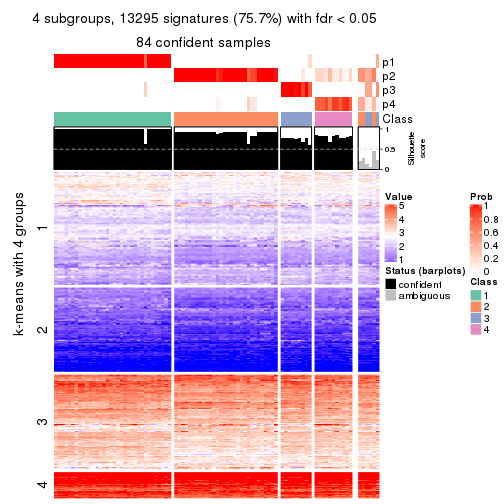 4 subgroups, 13295 signatures (75.7%) with fdr < 0.05
84 confident samples
p1
p2
p3
p4
Class
1
0.5
0
Silhouette
score
k-means with 4 groups
1
2
3
4
Value
5
4
3
2
1
Status (barplots)
confident
ambiguous
Prob
1
0.8
0.6
0.4
0.2
0
Class
1
2
3
4